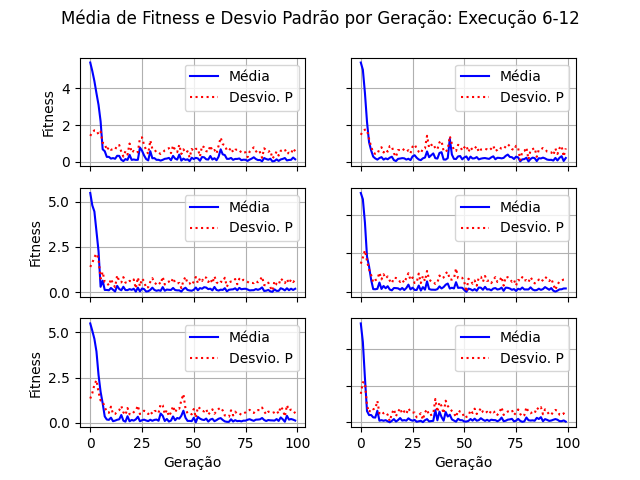 Média de Fitness e Desvio Padrão por Geração: Execução 6-12
Fitness
4
2
0
Média
Desvio. P
Média
Desvio. P
Fitness
5.0
2.5
0.0
Média
Desvio. P
Média
Desvio. P
Fitness
5.0
2.5
0.0
Média
Desvio. P
0 25 50 75 100
Geração
Média
Desvio. P
0 25 50 75 100
Geração